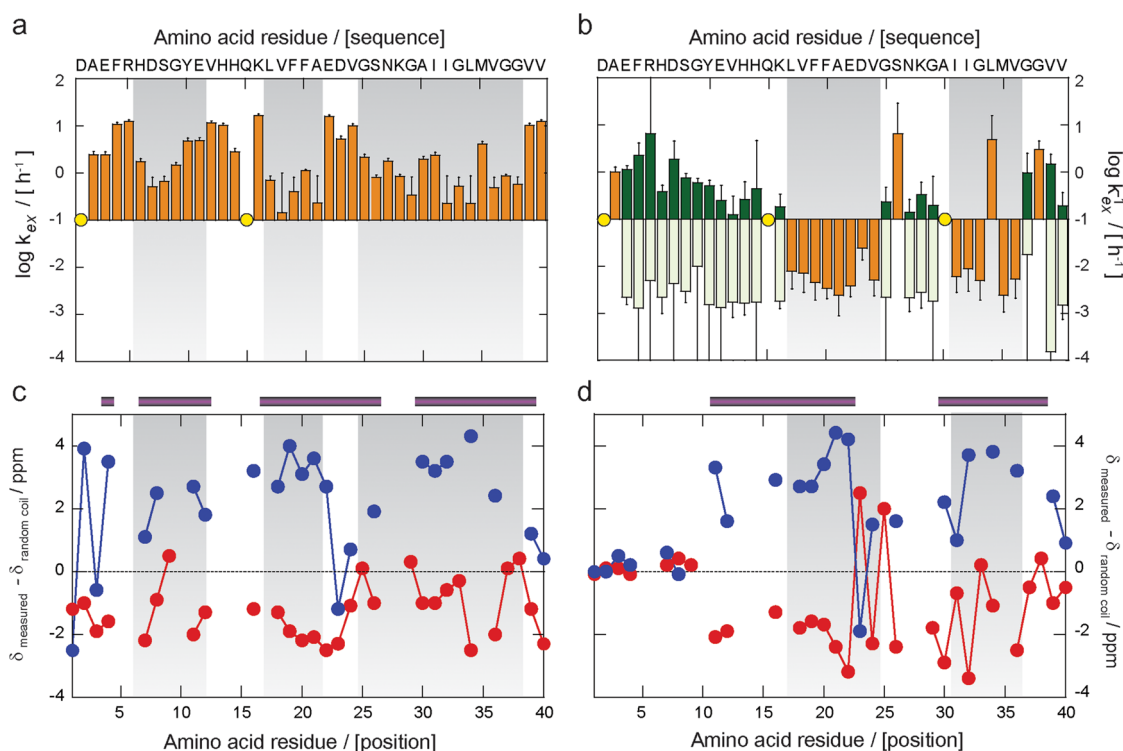 a
b
Amino acid residue / [sequence]
Amino acid residue / [sequence]
DAEFRHDSGYEVHHQKLVFFAEDVGSNKGAIIGLMVGGVV
DAEFRHDSGYEVHHQKLVFFAEDVGSNKGAIIGLMVGGVV
2
1
0
-1
-2
-3
-4
log kex / [h-1]
2
1
0
-1
-2
-3
-4
log kex / [h-1]
c
d
4
2
0
-2
-4
δ measured - δ random coil / ppm
4
2
0
-2
-4
δ measured - δ random coil / ppm
5 10 15 20 25 30 35 40
5 10 15 20 25 30 35 40
Amino acid residue / [position]
Amino acid residue / [position]